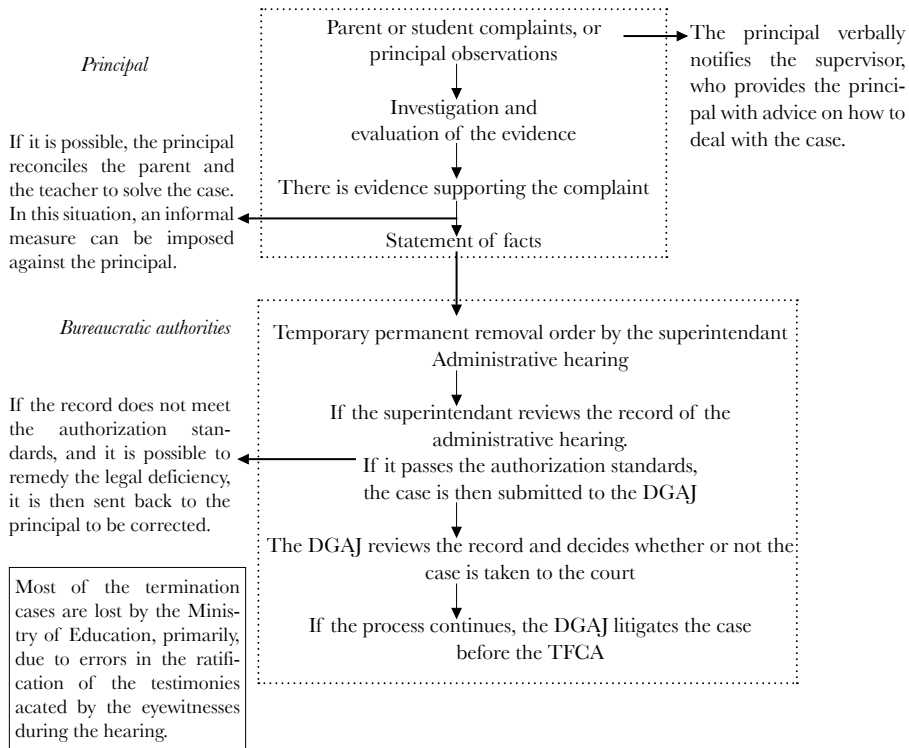 Parent or student complaints, or
principal observations
The principal verbally
notifies the supervisor,
who provides the princi-
pal with advice on how to
deal with the case.
Principal
Investigation and
evaluation of the evidence
If it is possible, the principal
reconciles the parent and
the teacher to solve the case.
In this situation, an informal
measure can be imposed
against the principal.
There is evidence supporting the complaint
Statement of facts
Bureaucratic authorities
Temporary permanent removal order by the superintendant
Administrative hearing
If the record does not meet
the authorization stan-
dards, and it is possible to
remedy the legal deficiency,
it is then sent back to the
principal to be corrected.
If the superintendant reviews the record of the
administrative hearing.
If it passes the authorization standards,
the case is then submitted to the DGAJ
The DGAJ reviews the record and decides whether or not the
case is taken to the court
If the process continues, the DGAJ litigates the case
before the TFCA
Most of the termination
cases are lost by the Minis-
try of Education, primarily,
due to errors in the ratifi-
cation of the testimonies
acated by the eyewitnesses
during the hearing.